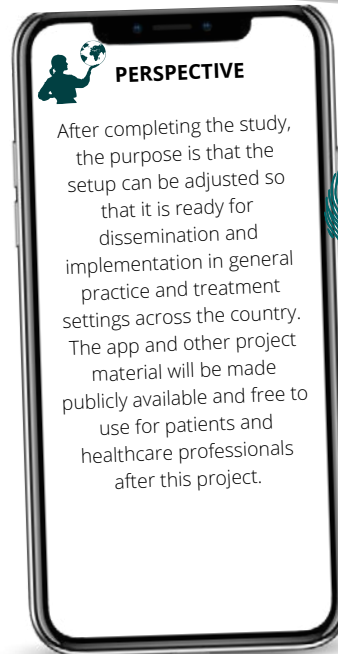 PERSPECTIVE
After completing the study,
the purpose is that the
setup can be adjusted so
that it is ready for
dissemination and
implementation in general
practice and treatment
settings across the country.
The app and other project
material will be made
publicly available and free to
use for patients and
healthcare professionals
after this project.